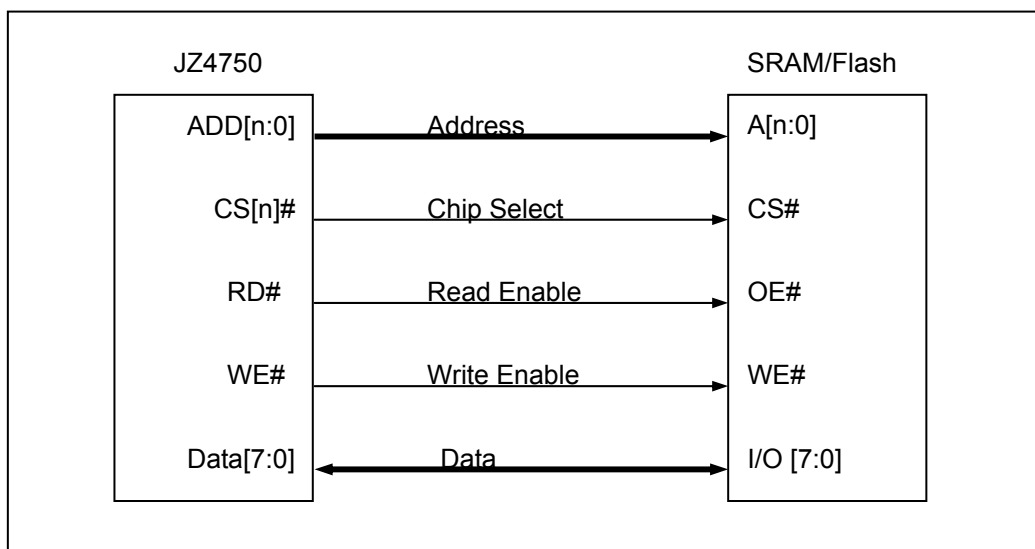 JZ4750 SRAM/Flash
ADD[n:0] Address A[n:0]
CS[n]# Chip Select CS#
RD# Read Enable OE#
WE# Write Enable WE#
Data[7:0] Data I/O [7:0]